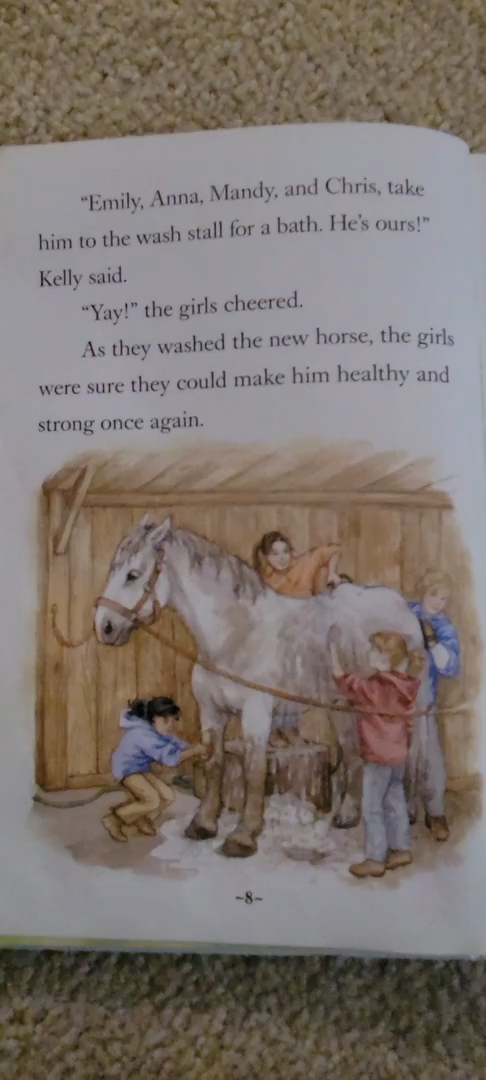 “Emily, Anna, Mandy, and Chris, take
him to the wash stall for a bath. He’s ours!”
Kelly said.
“Yay!” the girls cheered.
As they washed the new horse, the girls
were sure they could make him healthy and
strong once again.
~8~